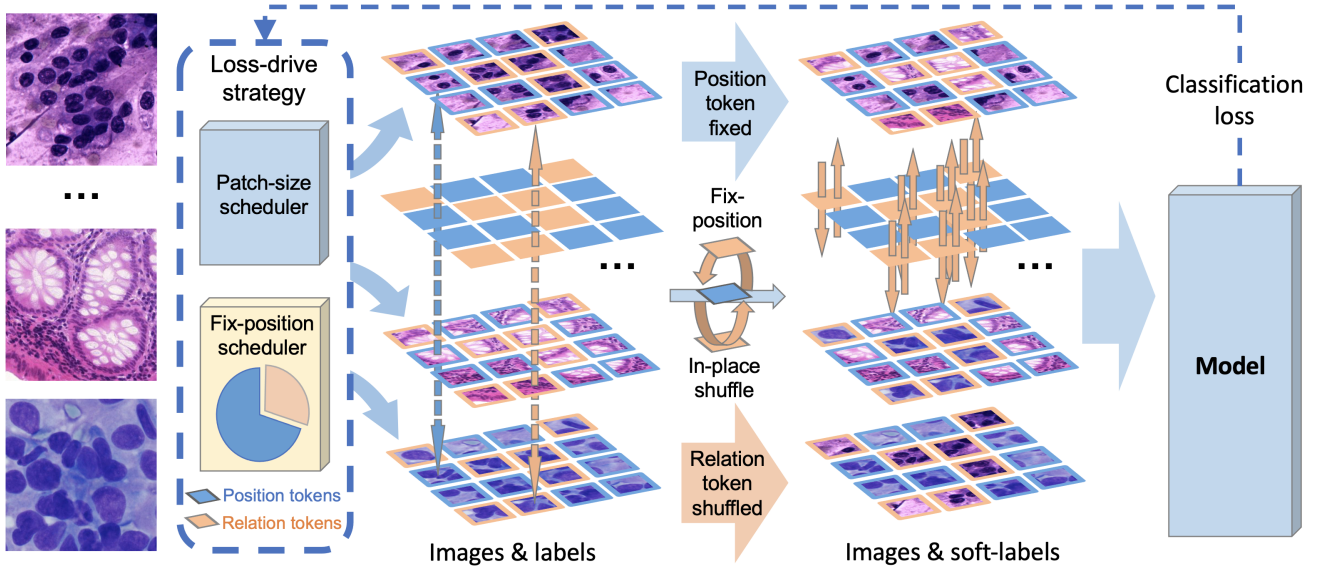 Loss-drive
strategy
Patch-size
scheduler
Fix-position
scheduler
Position tokens
Relation tokens
...
...
Images & labels
Position
token
fixed
Fix-
position
In-place
shuffle
Relation
token
shuffled
...
Images & soft-labels
Classification
loss
Model